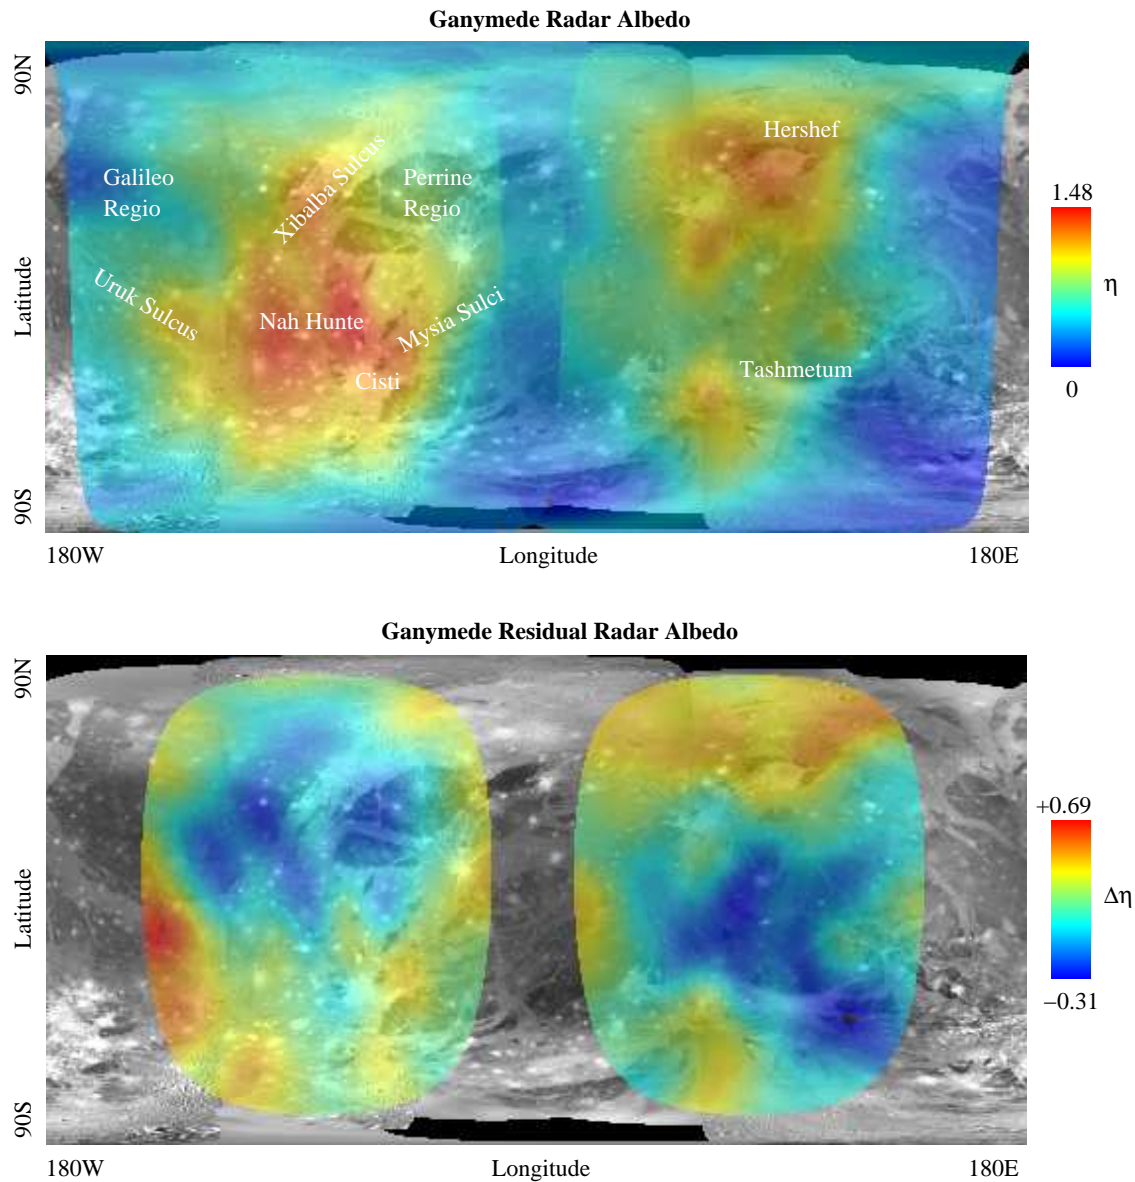 Ganymede Radar Albedo
90N
Hershef
Xibalba Sulcus
Galileo
Regio
Perrine
Regio
1.48
Latitude
Uruk Sulcus
η
Nah Hunte
Mysia Sulci
Tashmetum
Cisti
0
90S
180W
Longitude
180E
Ganymede Residual Radar Albedo
90N
+0.69
Latitude
Δη
−0.31
90S
180W
Longitude
180E